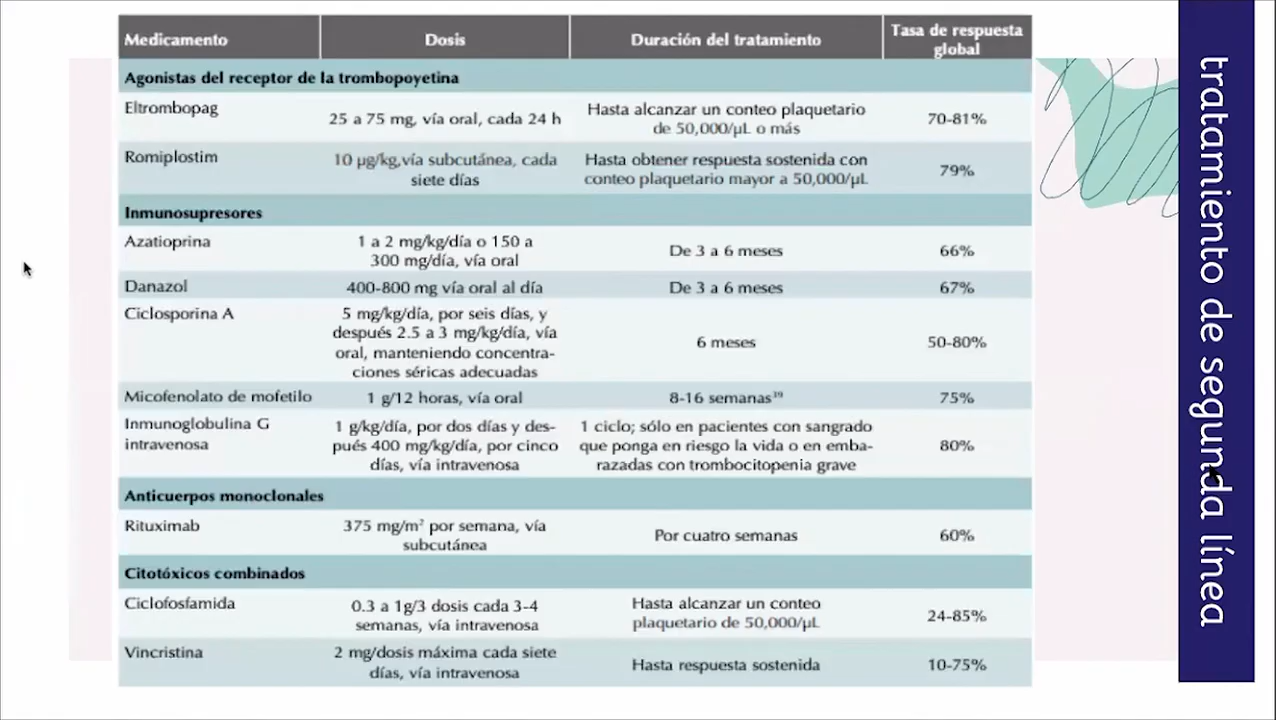 Medicamento
Dosis
Duración del tratamiento
Tasa de respuesta
global
Agonistas del receptor de la trombopoyetina
Eltrombopag
25 a 75 mg, vía oral, cada 24 h
Hasta alcanzar un conteo plaquetario
de 50,000/µL o más
70-81%
Romiplostim
10 µg/kg,vía subcutánea, cada
siete días
Hasta obtener respuesta sostenida con
conteo plaquetario mayor a 50,000/µL
79%
Inmunosupresores
Azatioprina
1 a 2 mg/kg/día o 150 a
300 mg/día, vía oral
De 3 a 6 meses
66%
Danazol
400-800 mg vía oral al día
De 3 a 6 meses
67%
Ciclosporina A
5 mg/kg/día, por seis días, y
después 2.5 a 3 mg/kg/día, vía
oral, manteniendo concentra-
ciones séricas adecuadas
6 meses
50-80%
Micofenolato de mofetilo
1 g/12 horas, vía oral
8-16 semanas³⁹
75%
Inmunoglobulina G
intravenosa
1 g/kg/día, por dos días y des-
pués 400 mg/kg/día, por cinco
días, vía intravenosa
1 ciclo; sólo en pacientes con sangrado
que ponga en riesgo la vida o en emba-
razadas con trombocitopenia grave
80%
Anticuerpos monoclonales
Rituximab
375 mg/m² por semana, vía
subcutánea
Por cuatro semanas
60%
Citotóxicos combinados
Ciclofosfamida
0.3 a 1g/3 dosis cada 3-4
semanas, vía intravenosa
Hasta alcanzar un conteo
plaquetario de 50,000/µL
24-85%
Vincristina
2 mg/dosis máxima cada siete
días, vía intravenosa
Hasta respuesta sostenida
10-75%
tratamiento de segunda línea